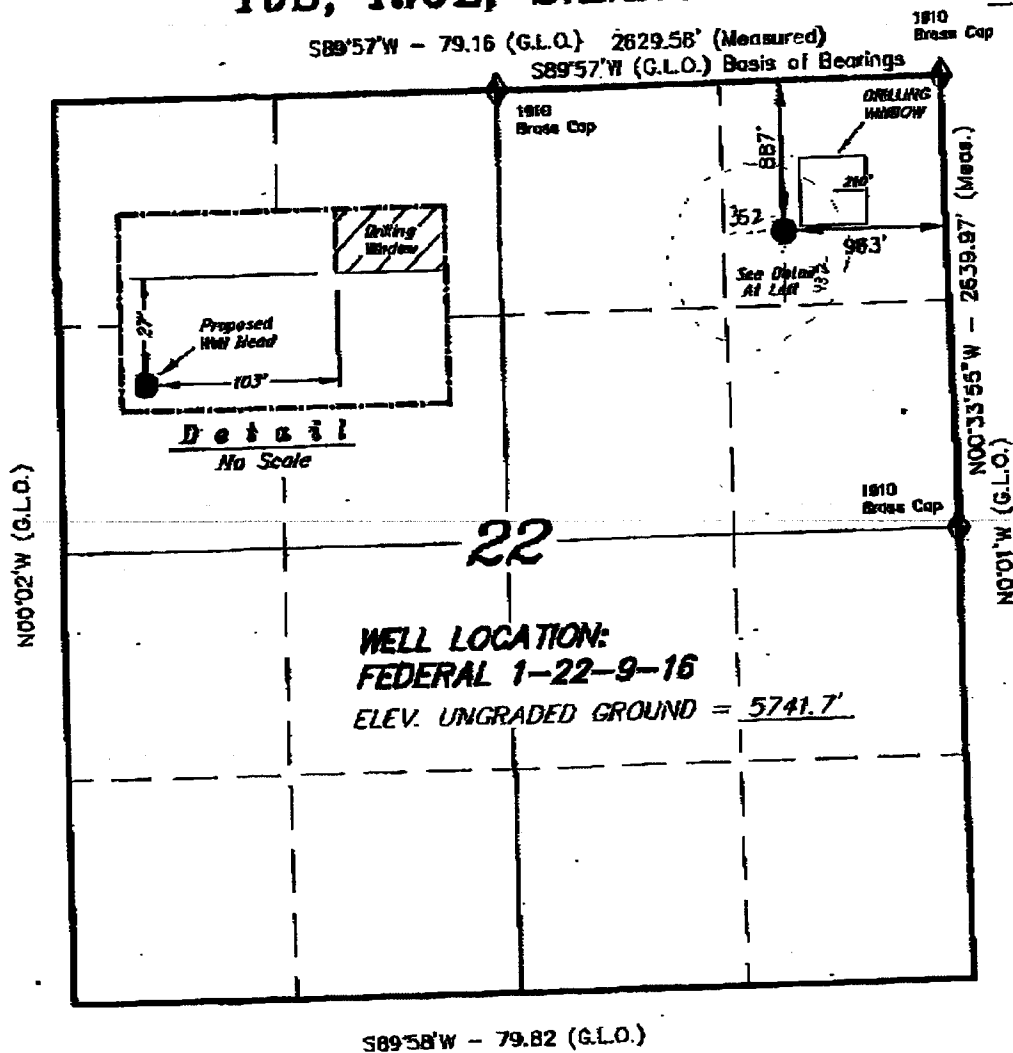 S89°57'W - 79.16 (G.L.O.) 2629.56' (Measured)
S89°57'W (G.L.O.) Basis of Bearings
1910
Brass Cap
1910
Brass Cap
DRILLING
WINDOW
887'
210'
352
983'
See Detail
At Left
Drilling
Window
27'
Proposed
Well Head
103'
Detail
No Scale
N00°33'55"W - 2639.97' (Meas.)
N00°02'W (G.L.O.)
1910
Brass Cap
N0°01'W (G.L.O.)
22
WELL LOCATION:
FEDERAL 1-22-9-16
ELEV. UNGRADED GROUND = 5741.7'
S89°58'W - 79.82 (G.L.O.)